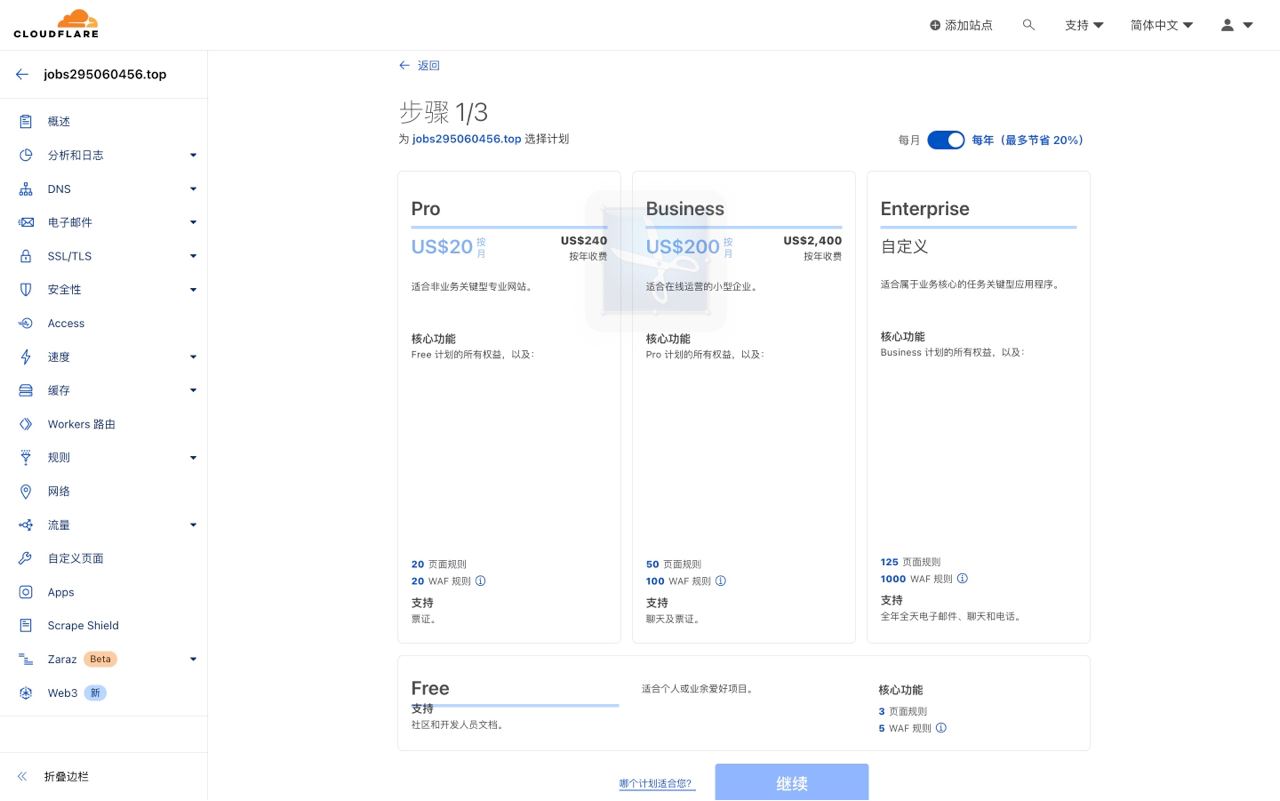 CLOUDFLARE
添加站点
支持
简体中文
jobs295060456.top
概述
分析和日志
DNS
电子邮件
SSL/TLS
安全性
Access
速度
缓存
Workers 路由
规则
网络
流量
自定义页面
Apps
Scrape Shield
Zaraz Beta
Web3 新
折叠边栏
返回
步骤 1/3
为 jobs295060456.top 选择计划
每月
每年（最多节省 20%）
Pro
US$20 按月
US$240
按年收费
适合非业务关键型专业网站。
核心功能
Free 计划的所有权益，以及：
20 页面规则
20 WAF 规则
支持
票证。
Business
US$200 按月
US$2,400
按年收费
适合在线运营的小型企业。
核心功能
Pro 计划的所有权益，以及：
50 页面规则
100 WAF 规则
支持
聊天及票证。
Enterprise
自定义
适合属于业务核心的任务关键型应用程序。
核心功能
Business 计划的所有权益，以及：
125 页面规则
1000 WAF 规则
支持
全年全天电子邮件、聊天和电话。
Free
支持
社区和开发人员文档。
适合个人或业余爱好项目。
核心功能
3 页面规则
5 WAF 规则
哪个计划适合您？
继续